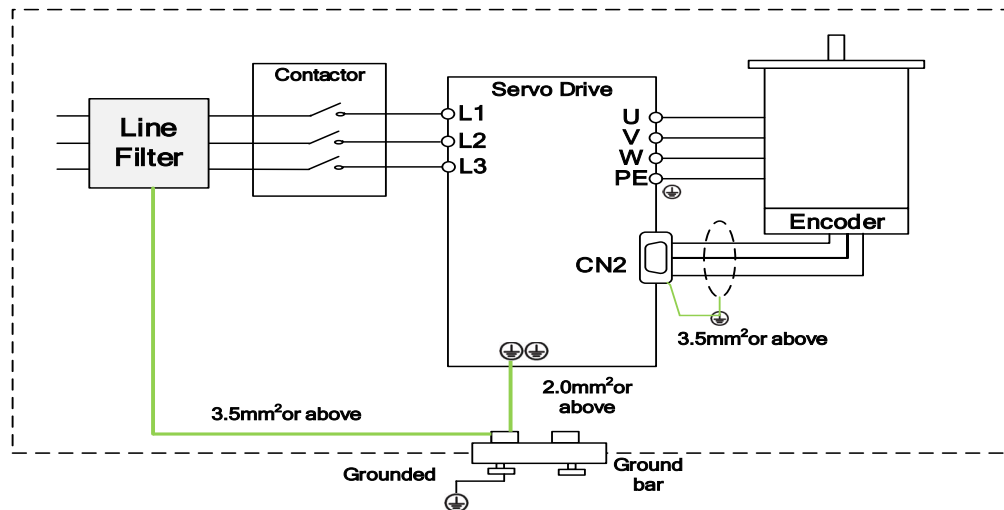 Contactor
Servo Drive
Line
Filter
L1
L2
L3
U
V
W
PE
Encoder
CN2
3.5mm²or above
2.0mm²or
above
3.5mm²or above
Grounded
Ground
bar